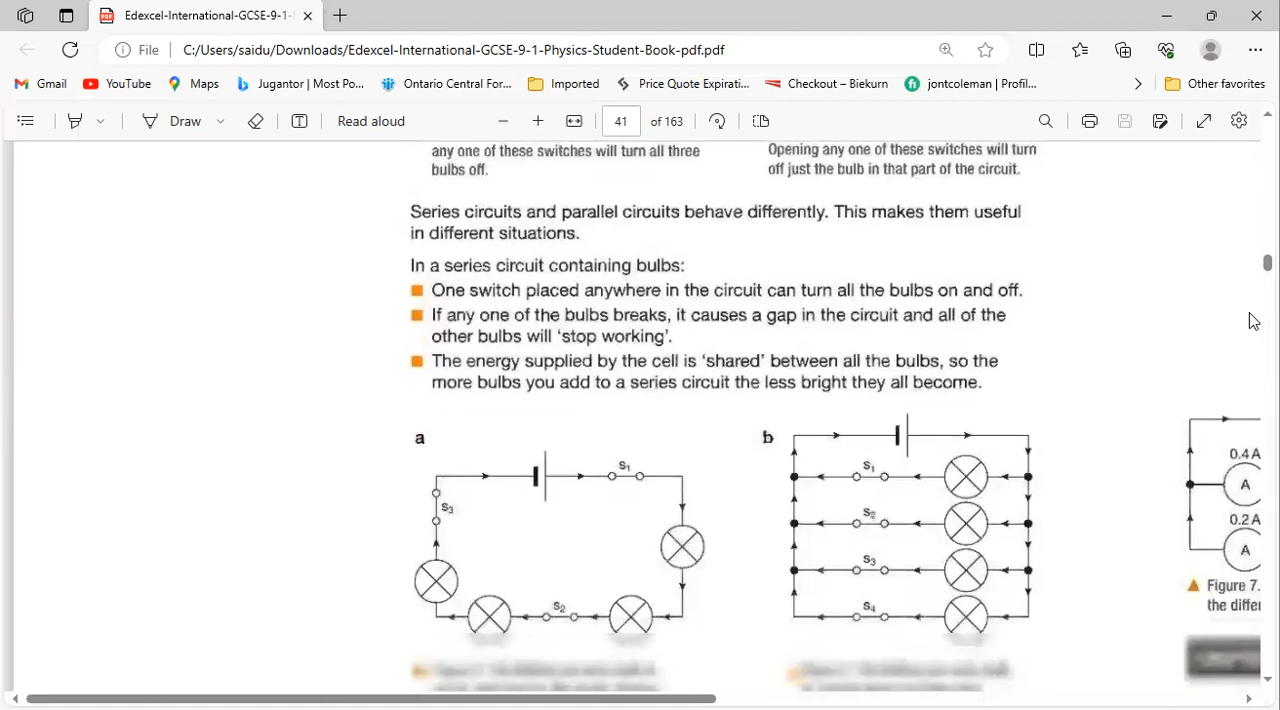 Edexcel-International-GCSE-9-1-
File
C:/Users/saidu/Downloads/Edexcel-International-GCSE-9-1-Physics-Student-Book-pdf.pdf
Gmail
YouTube
Maps
Jugantor | Most Po...
Ontario Central For...
Imported
Price Quote Expirati...
Checkout – Biekurn
jontcoleman | Profil...
Other favorites
Draw
Read aloud
41
of 163
any one of these switches will turn all three
bulbs off.
Opening any one of these switches will turn
off just the bulb in that part of the circuit.
Series circuits and parallel circuits behave differently. This makes them useful
in different situations.
In a series circuit containing bulbs:
One switch placed anywhere in the circuit can turn all the bulbs on and off.
If any one of the bulbs breaks, it causes a gap in the circuit and all of the
other bulbs will ‘stop working’.
The energy supplied by the cell is ‘shared’ between all the bulbs, so the
more bulbs you add to a series circuit the less bright they all become.
a
S1
S3
S2
b
S1
S2
S3
S4
0.4 A
A
0.2 A
A
Figure 7.
the differ